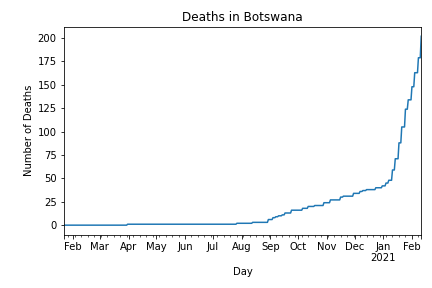 Deaths in Botswana
Number of Deaths
200
175
150
125
100
75
50
25
0
Feb Mar Apr May Jun Jul Aug Sep Oct Nov Dec Jan Feb
2021
Day